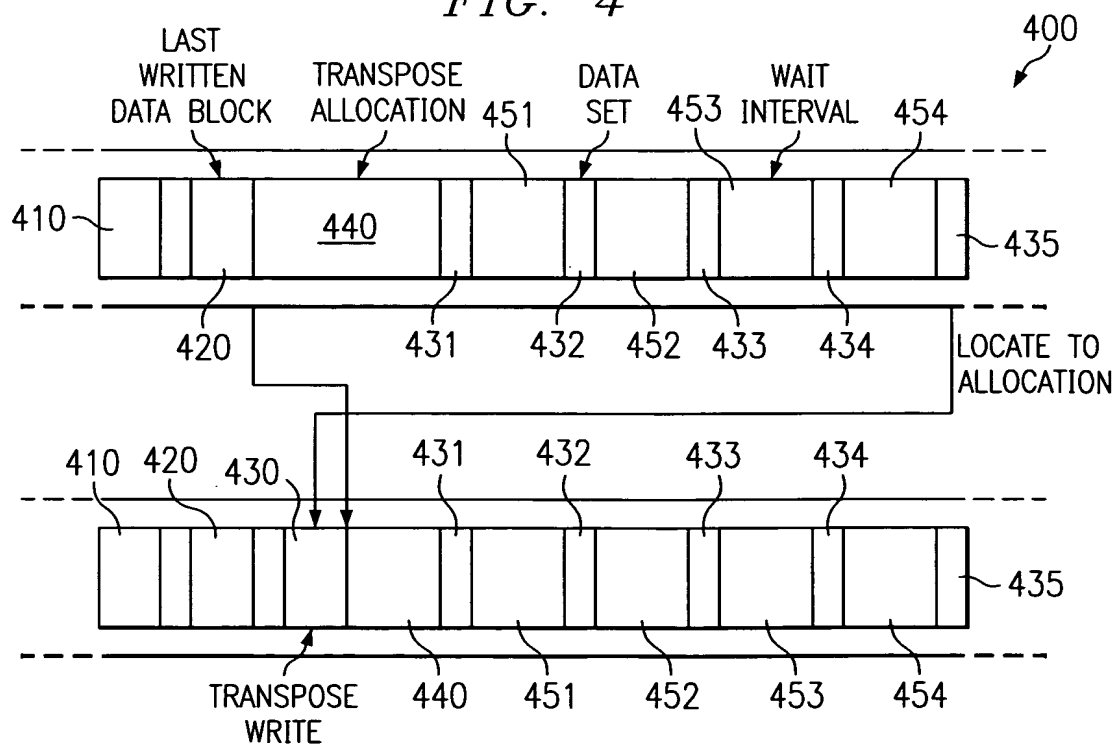 FIG. 4
400
LAST
WRITTEN
DATA BLOCK
TRANSPOSE
ALLOCATION
451
DATA
SET
453
WAIT
INTERVAL
454
410
440
435
420
431
432
452
433
434
LOCATE TO
ALLOCATION
410
420
430
431
432
433
434
435
TRANSPOSE
WRITE
440
451
452
453
454